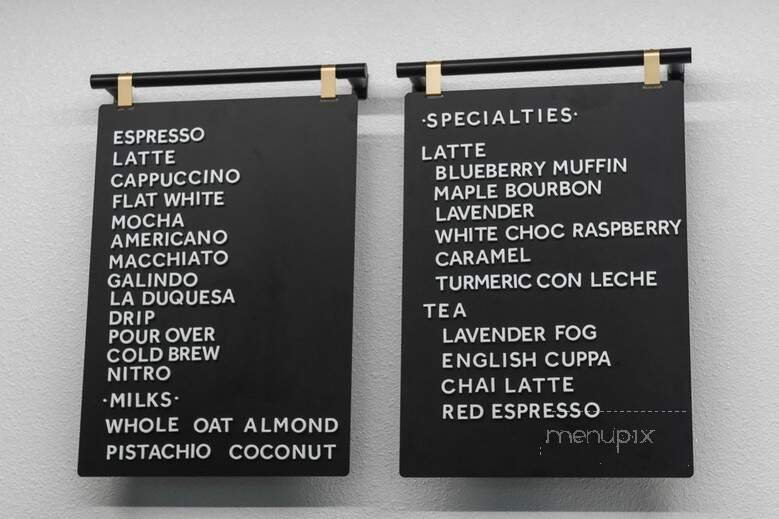 ESPRESSO
LATTE
CAPPUCCINO
FLAT WHITE
MOCHA
AMERICANO
MACCHIATO
GALINDO
LA DUQUESA
DRIP
POUR OVER
COLD BREW
NITRO
·MILKS·
WHOLE OAT ALMOND
PISTACHIO COCONUT
·SPECIALTIES·
LATTE
BLUEBERRY MUFFIN
MAPLE BOURBON
LAVENDER
WHITE CHOC RASPBERRY
CARAMEL
TURMERIC CON LECHE
TEA
LAVENDER FOG
ENGLISH CUPPA
CHAI LATTE
RED ESPRESSO
menupix